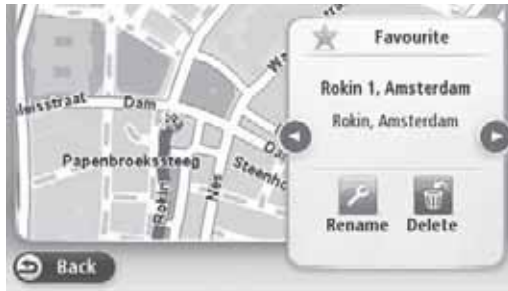 Favourite
Rokin 1, Amsterdam
Rokin, Amsterdam
Rename Delete
Dam
Papenbroekssteeg
Rokin
Nes
Back